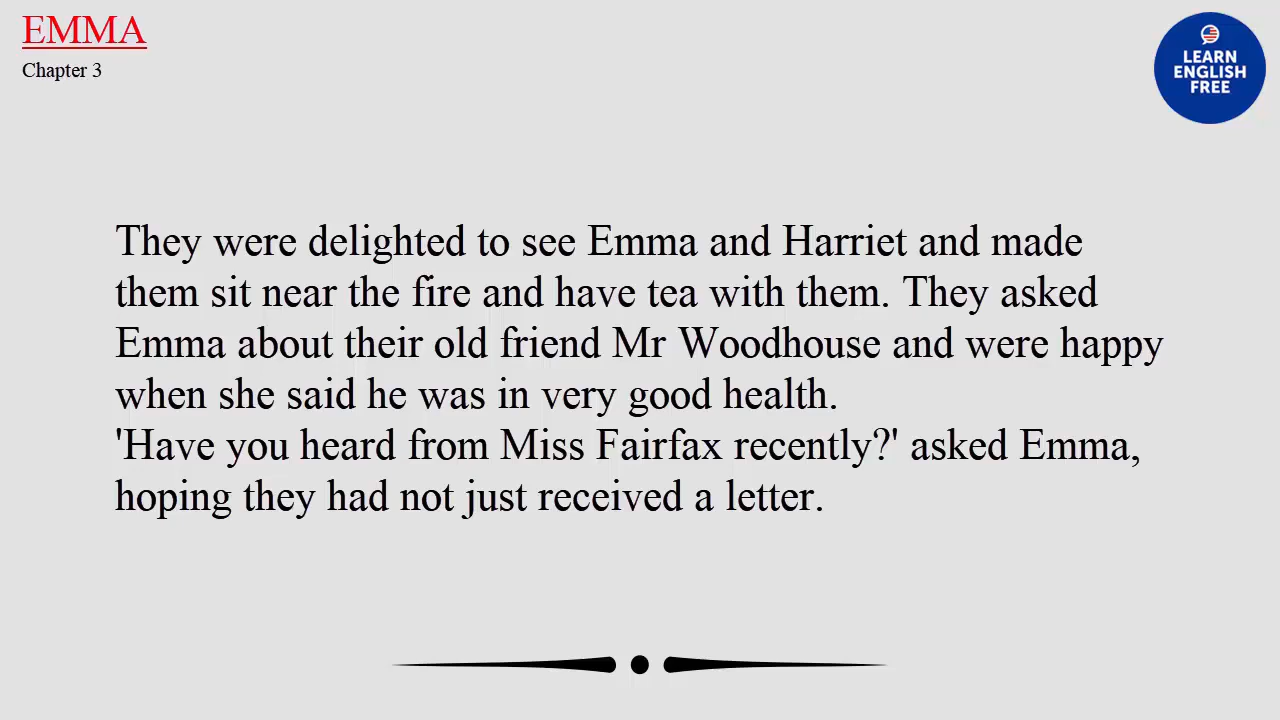 EMMA
Chapter 3
LEARN
ENGLISH
FREE
They were delighted to see Emma and Harriet and made
them sit near the fire and have tea with them. They asked
Emma about their old friend Mr Woodhouse and were happy
when she said he was in very good health.
'Have you heard from Miss Fairfax recently?' asked Emma,
hoping they had not just received a letter.